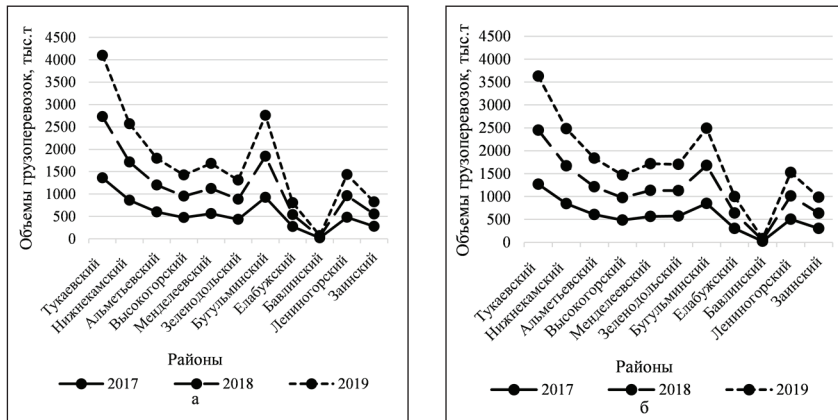 Объемы грузоперевозок, тыс.т
4500
4000
3500
3000
2500
2000
1500
1000
500
0
Тукаевский
Нижнекамский
Альметьевский
Высокогорский
Менделеевский
Зеленодольский
Бугульминский
Елабужский
Бавлинский
Лениногорский
Заинский
Районы
2017 2018 2019
а
Объемы грузоперевозок, тыс.т
4500
4000
3500
3000
2500
2000
1500
1000
500
0
Тукаевский
Нижнекамский
Альметьевский
Высокогорский
Менделеевский
Зеленодольский
Бугульминский
Елабужский
Бавлинский
Лениногорский
Заинский
Районы
2017 2018 2019
б